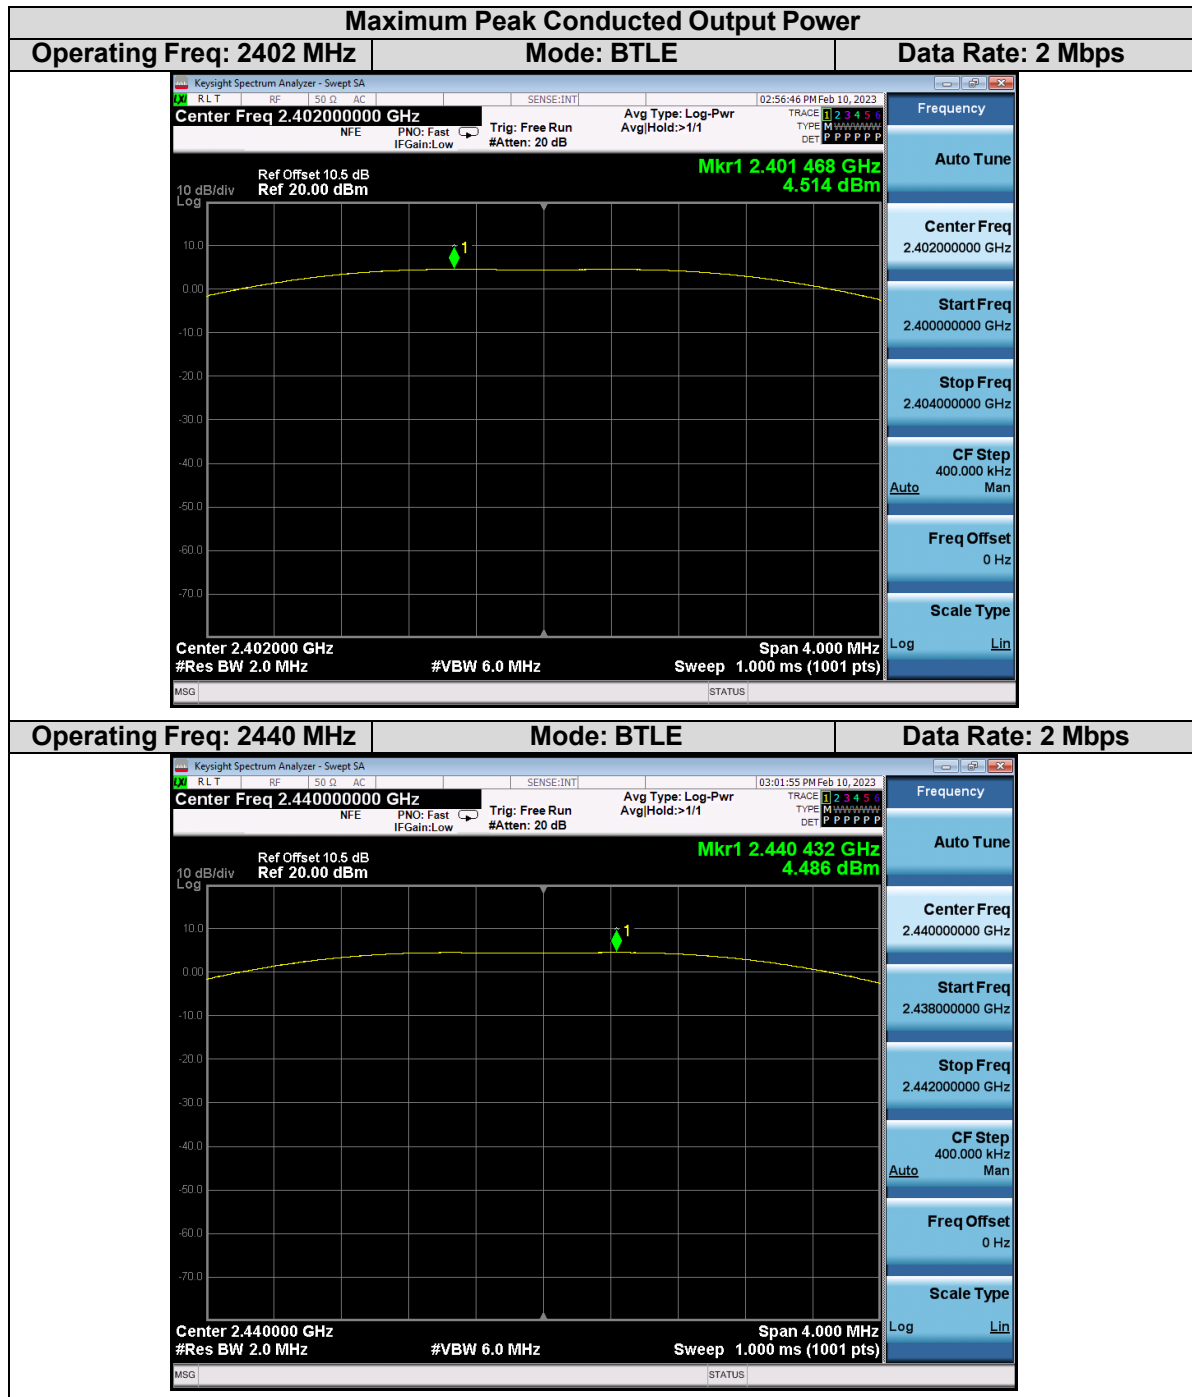 Maximum Peak Conducted Output Power
Operating Freq: 2402 MHz Mode: BTLE Data Rate: 2 Mbps
Keysight Spectrum Analyzer - Swept SA
LXI RLT RF 50 Ω AC SENSE:INT 02:56:46 PM Feb 10, 2023
Center Freq 2.402000000 GHz
NFE PNO: Fast IFGain:Low
Trig: Free Run
#Atten: 20 dB
Avg Type: Log-Pwr
Avg|Hold:>1/1
TRACE 1 2 3 4 5 6
TYPE M W W W W W
DET P P P P P P
Mkr1 2.401 468 GHz
4.514 dBm
Ref Offset 10.5 dB
10 dB/div Ref 20.00 dBm
Log
1
10.0
0.00
-10.0
-20.0
-30.0
-40.0
-50.0
-60.0
-70.0
Center 2.402000 GHz Span 4.000 MHz
#Res BW 2.0 MHz #VBW 6.0 MHz Sweep 1.000 ms (1001 pts)
MSG STATUS
Frequency
Auto Tune
Center Freq
2.402000000 GHz
Start Freq
2.400000000 GHz
Stop Freq
2.404000000 GHz
CF Step
400.000 kHz
Auto Man
Freq Offset
0 Hz
Scale Type
Log Lin
Operating Freq: 2440 MHz Mode: BTLE Data Rate: 2 Mbps
Keysight Spectrum Analyzer - Swept SA
LXI RLT RF 50 Ω AC SENSE:INT 03:01:55 PM Feb 10, 2023
Center Freq 2.440000000 GHz
NFE PNO: Fast IFGain:Low
Trig: Free Run
#Atten: 20 dB
Avg Type: Log-Pwr
Avg|Hold:>1/1
TRACE 1 2 3 4 5 6
TYPE M W W W W W
DET P P P P P P
Mkr1 2.440 432 GHz
4.486 dBm
Ref Offset 10.5 dB
10 dB/div Ref 20.00 dBm
Log
1
10.0
0.00
-10.0
-20.0
-30.0
-40.0
-50.0
-60.0
-70.0
Center 2.440000 GHz Span 4.000 MHz
#Res BW 2.0 MHz #VBW 6.0 MHz Sweep 1.000 ms (1001 pts)
MSG STATUS
Frequency
Auto Tune
Center Freq
2.440000000 GHz
Start Freq
2.438000000 GHz
Stop Freq
2.442000000 GHz
CF Step
400.000 kHz
Auto Man
Freq Offset
0 Hz
Scale Type
Log Lin